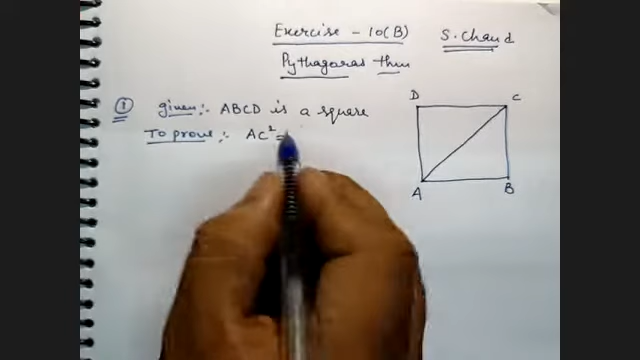 Exercise - 10(B)
S. Chand
Pythagoras thm
① given :- ABCD is a square
To prove :- AC² =
D C
A B